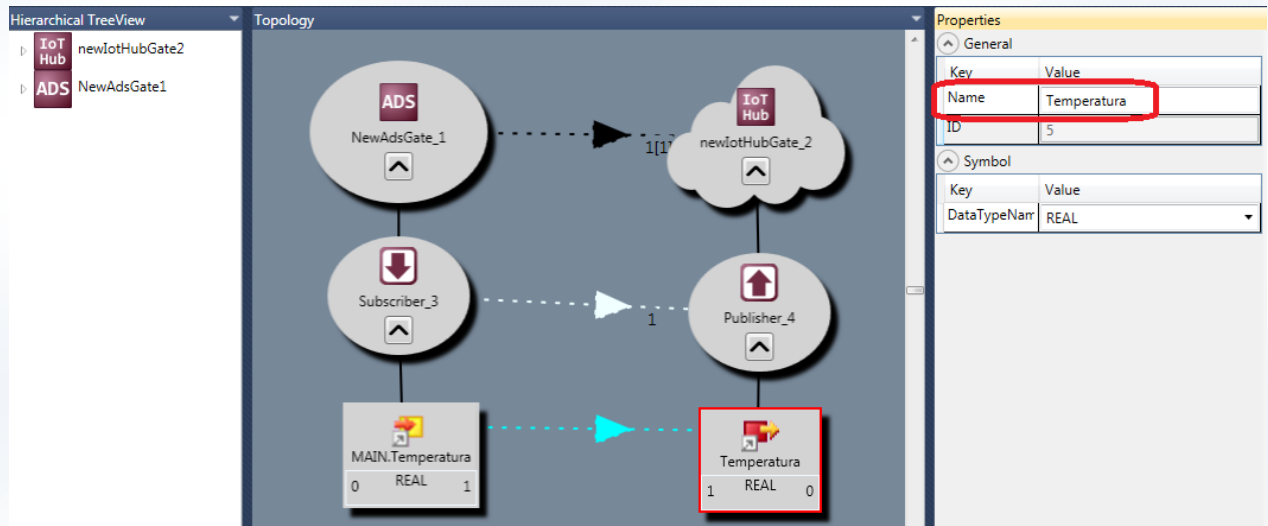 Hierarchical TreeView
IoT
Hub
newIotHubGate2
ADS
NewAdsGate1
Topology
ADS
NewAdsGate_1
1[1]
IoT
Hub
newIotHubGate_2
Subscriber_3
1
Publisher_4
MAIN.Temperatura
0 REAL 1
Temperatura
1 REAL 0
Properties
General
Key Value
Name Temperatura
ID 5
Symbol
Key Value
DataTypeNam REAL